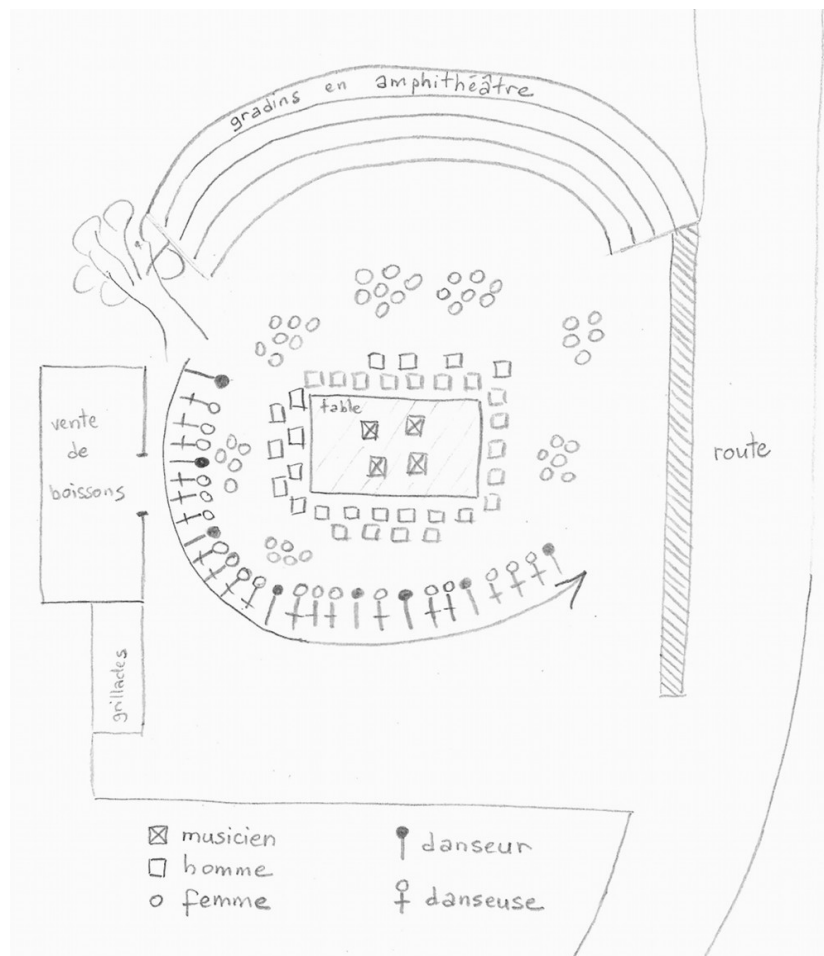 gradins en amphithéâtre
table
vente
de
boissons
route
grillades
musicien
homme
femme
danseur
danseuse